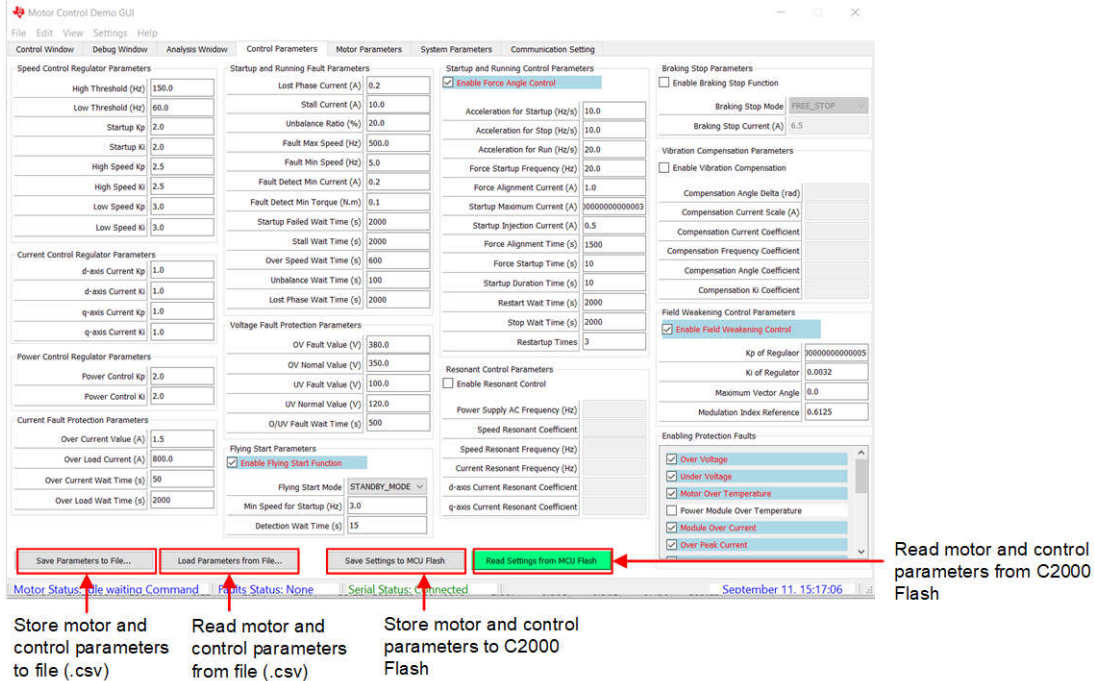 Motor Control Demo GUI
File Edit View Settings Help
Control Window Debug Window Analysis Wnidow Control Parameters Motor Parameters System Parameters Communication Setting
Speed Control Regulator Parameters
High Threshold (Hz) 150.0
Low Threshold (Hz) 60.0
Startup Kp 2.0
Startup Ki 2.0
High Speed Kp 2.5
High Speed Ki 2.5
Low Speed Kp 3.0
Low Speed Ki 3.0
Current Control Regulator Parameters
d-axis Current Kp 1.0
d-axis Current Ki 1.0
q-axis Current Kp 1.0
q-axis Current Ki 1.0
Power Control Regulator Parameters
Power Control Kp 2.0
Power Control Ki 2.0
Current Fault Protection Parameters
Over Current Value (A) 1.5
Over Load Current (A) 800.0
Over Current Wait Time (s) 50
Over Load Wait Time (s) 2000
Startup and Running Fault Parameters
Lost Phase Current (A) 0.2
Stall Current (A) 10.0
Unbalance Ratio (%) 20.0
Fault Max Speed (Hz) 500.0
Fault Min Speed (Hz) 5.0
Fault Detect Min Current (A) 0.2
Fault Detect Min Torque (N.m) 0.1
Startup Failed Wait Time (s) 2000
Stall Wait Time (s) 2000
Over Speed Wait Time (s) 600
Unbalance Wait Time (s) 100
Lost Phase Wait Time (s) 2000
Voltage Fault Protection Parameters
OV Fault Value (V) 380.0
OV Nomal Value (V) 350.0
UV Fault Value (V) 100.0
UV Normal Value (V) 120.0
O/UV Fault Wait Time (s) 500
Flying Start Parameters
Enable Flying Start Function
Flying Start Mode STANDBY_MODE
Min Speed for Startup (Hz) 3.0
Detection Wait Time (s) 15
Startup and Running Control Parameters
Enable Force Angle Control
Acceleration for Startup (Hz/s) 10.0
Acceleration for Stop (Hz/s) 10.0
Acceleration for Run (Hz/s) 20.0
Force Startup Frequency (Hz) 20.0
Force Alignment Current (A) 1.0
Startup Maximum Current (A) 00000000000003
Startup Injection Current (A) 0.5
Force Alignment Time (s) 1500
Force Startup Time (s) 10
Startup Duration Time (s) 10
Restart Wait Time (s) 2000
Stop Wait Time (s) 2000
Restartup Times 3
Resonant Control Parameters
Enable Resonant Control
Power Supply AC Frequency (Hz)
Speed Resonant Coefficient
Speed Resonant Frequency (Hz)
Current Resonant Frequency (Hz)
d-axis Current Resonant Coefficient
q-axis Current Resonant Coefficient
Braking Stop Parameters
Enable Braking Stop Function
Braking Stop Mode FREE_STOP
Braking Stop Current (A) 6.5
Vibration Compensation Parameters
Enable Vibration Compensation
Compensation Angle Delta (rad)
Compensation Current Scale (A)
Compensation Current Coefficient
Compensation Frequency Coefficient
Compensation Angle Coefficient
Compensation Ki Coefficient
Field Weakening Control Parameters
Enable Field Weakening Control
Kp of Regulaor 00000000000005
Ki of Regulator 0.0032
Maximum Vector Angle 0.0
Modulation Index Reference 0.6125
Enabling Protection Faults
Over Voltage
Under Voltage
Motor Over Temperature
Power Module Over Temperature
Module Over Current
Over Peak Current
Save Parameters to File... Load Parameters from File... Save Settings to MCU Flash Read Settings from MCU Flash
Motor Status: Idle waiting Command Faults Status: None Serial Status: Connected September 11. 15:17:06
Read motor and control
parameters from C2000
Flash
Store motor and
control parameters
to file (.csv)
Read motor and
control parameters
from file (.csv)
Store motor and control
parameters to C2000
Flash